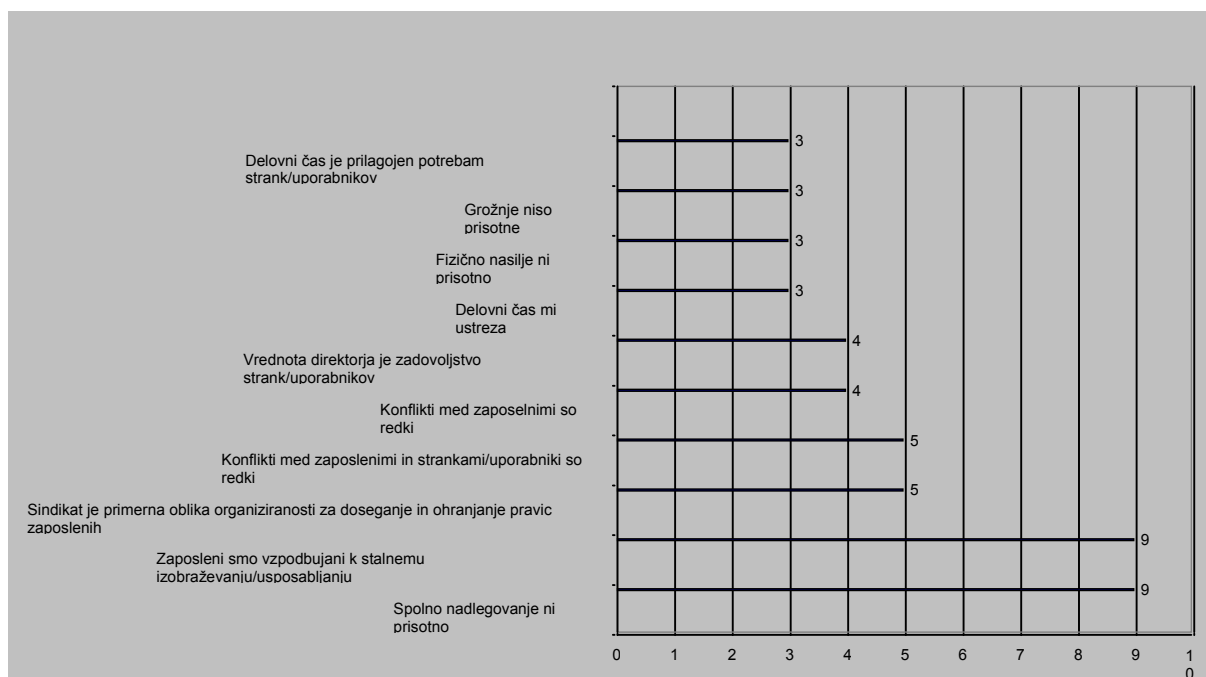 3
Delovni čas je prilagojen potrebam
strank/uporabnikov
3
Grožnje niso
prisotne
3
Fizično nasilje ni
prisotno
3
Delovni čas mi
ustreza
4
Vrednota direktorja je zadovoljstvo
strank/uporabnikov
4
Konflikti med zaposelnimi so
redki
5
Konflikti med zaposlenimi in strankami/uporabniki so
redki
5
Sindikat je primerna oblika organiziranosti za doseganje in ohranjanje pravic
zaposlenih
9
Zaposleni smo vzpodbujani k stalnemu
izobraževanju/usposabljanju
9
Spolno nadlegovanje ni
prisotno
0 1 2 3 4 5 6 7 8 9 1
0